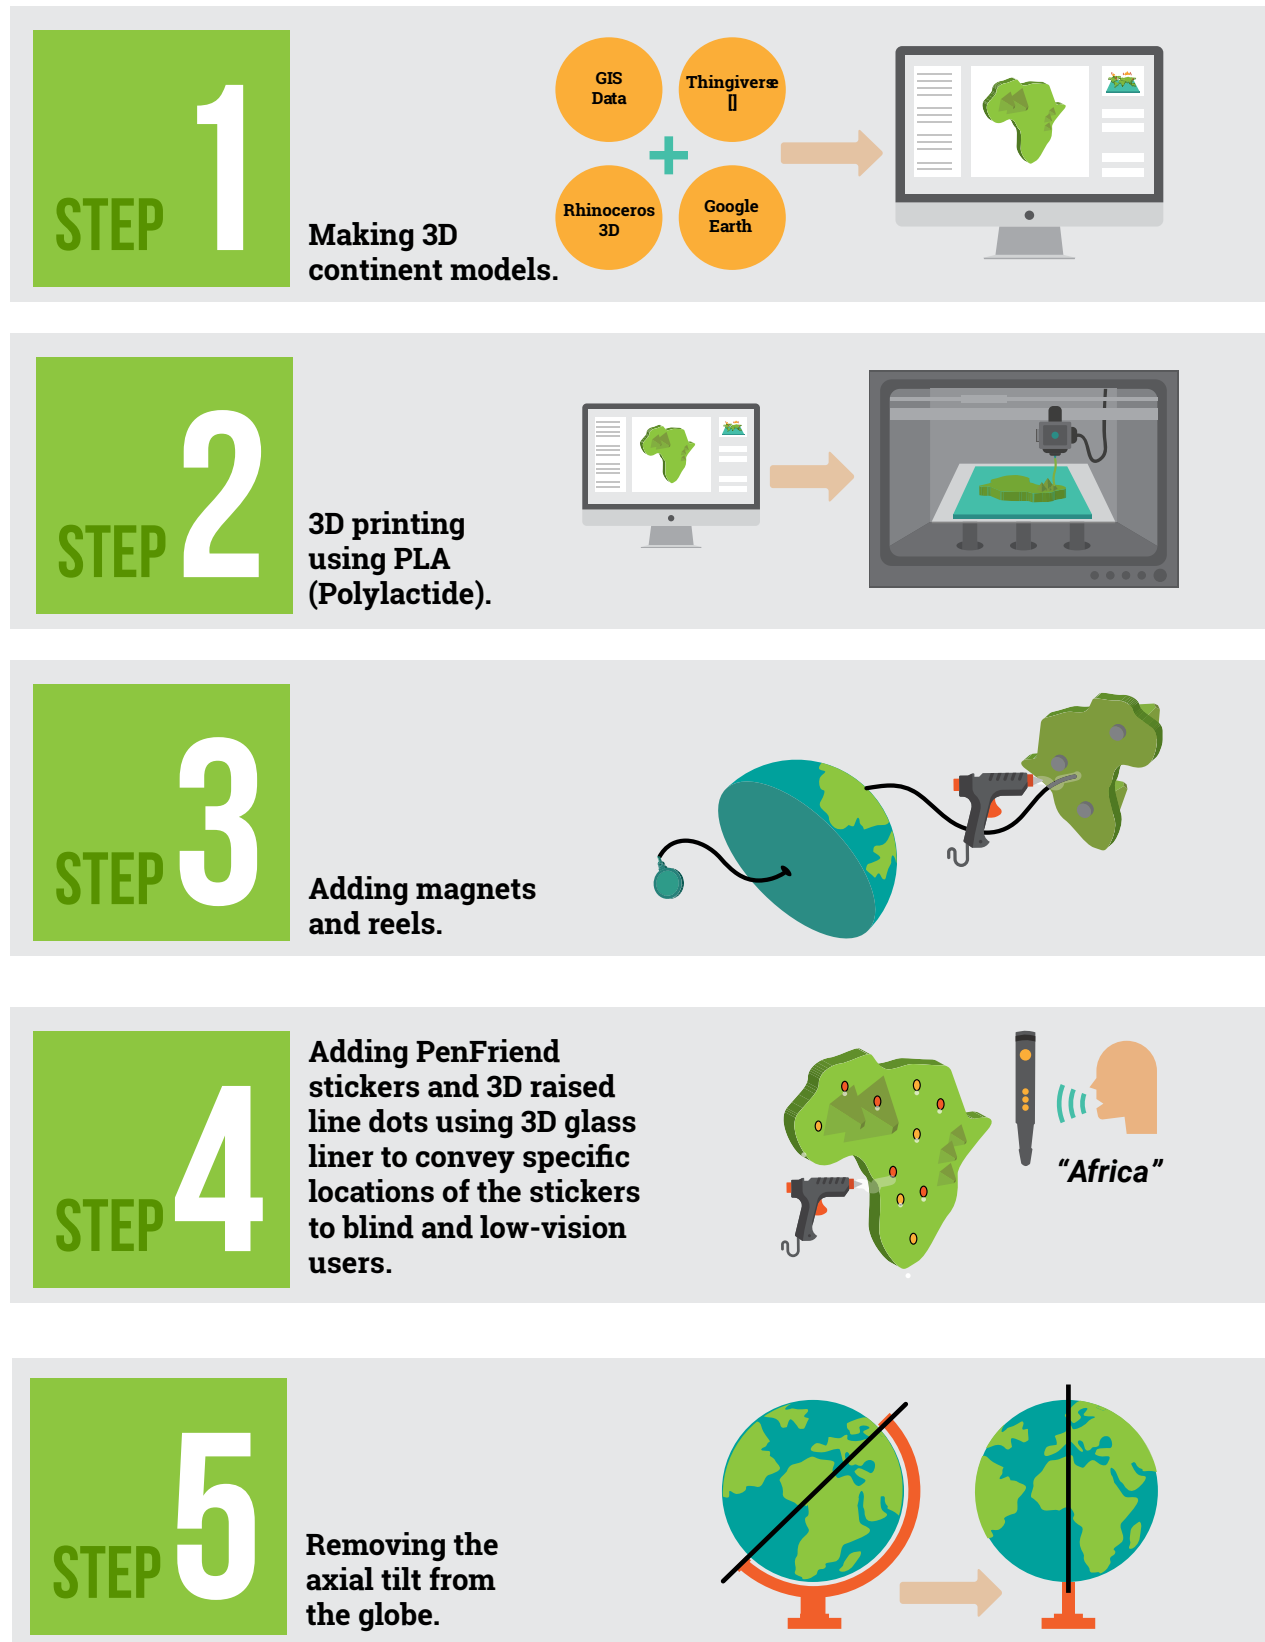 STEP 1
Making 3D
continent models.
GIS
Data
Thingiverse
[]
Rhinoceros
3D
Google
Earth
STEP 2
3D printing
using PLA
(Polylactide).
STEP 3
Adding magnets
and reels.
STEP 4
Adding PenFriend
stickers and 3D raised
line dots using 3D glass
liner to convey specific
locations of the stickers
to blind and low-vision
users.
“Africa”
STEP 5
Removing the
axial tilt from
the globe.